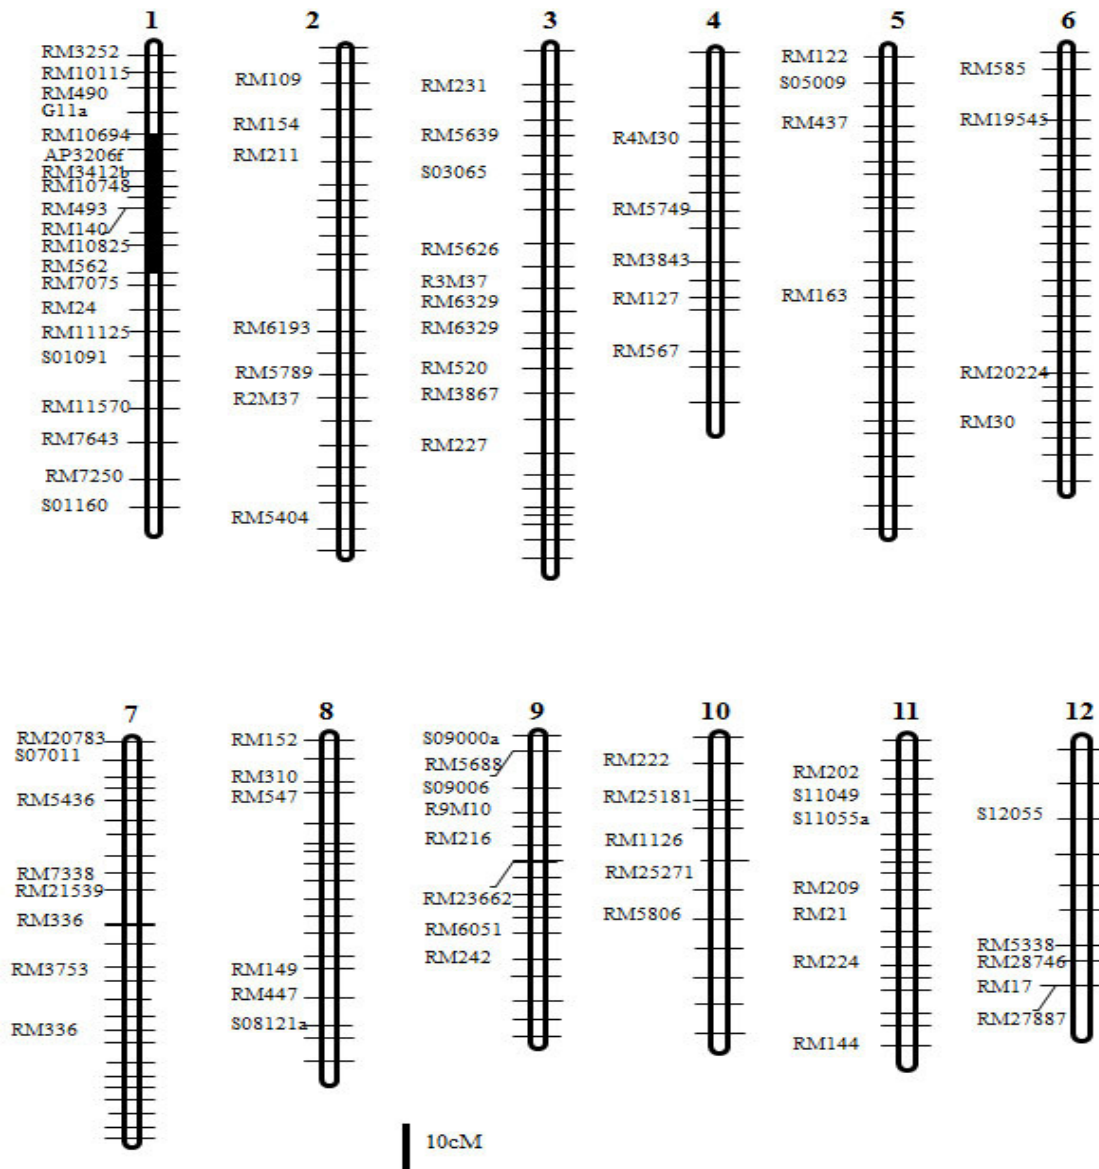 1
RM3252
RM10115
RM490
G11a
RM10694
AP3206f
RM3412b
RM10748
RM493
RM140
RM10825
RM562
RM7075
RM24
RM11125
S01091
RM11570
RM7643
RM7250
S01160
2
RM109
RM154
RM211
RM6193
RM5789
R2M37
RM5404
3
RM231
RM5639
S03065
RM5626
R3M37
RM6329
RM6329
RM520
RM3867
RM227
4
R4M30
RM5749
RM3843
RM127
RM567
5
RM122
S05009
RM437
RM163
6
RM585
RM19545
RM20224
RM30
7
RM20783
S07011
RM5436
RM7338
RM21539
RM336
RM3753
RM336
8
RM152
RM310
RM547
RM149
RM447
S08121a
9
S09000a
RM5688
S09006
R9M10
RM216
RM23662
RM6051
RM242
10
RM222
RM25181
RM1126
RM25271
RM5806
11
RM202
S11049
S11055a
RM209
RM21
RM224
RM144
12
S12055
RM5338
RM28746
RM17
RM27887
10cM